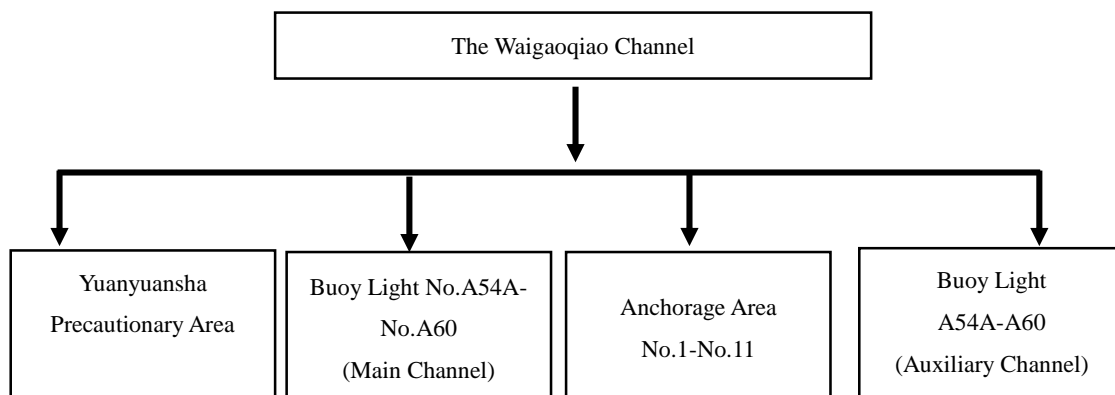 The Waigaoqiao Channel
Yuanyuansha
Precautionary Area
Buoy Light No.A54A-
No.A60
(Main Channel)
Anchorage Area
No.1-No.11
Buoy Light
A54A-A60
(Auxiliary Channel)